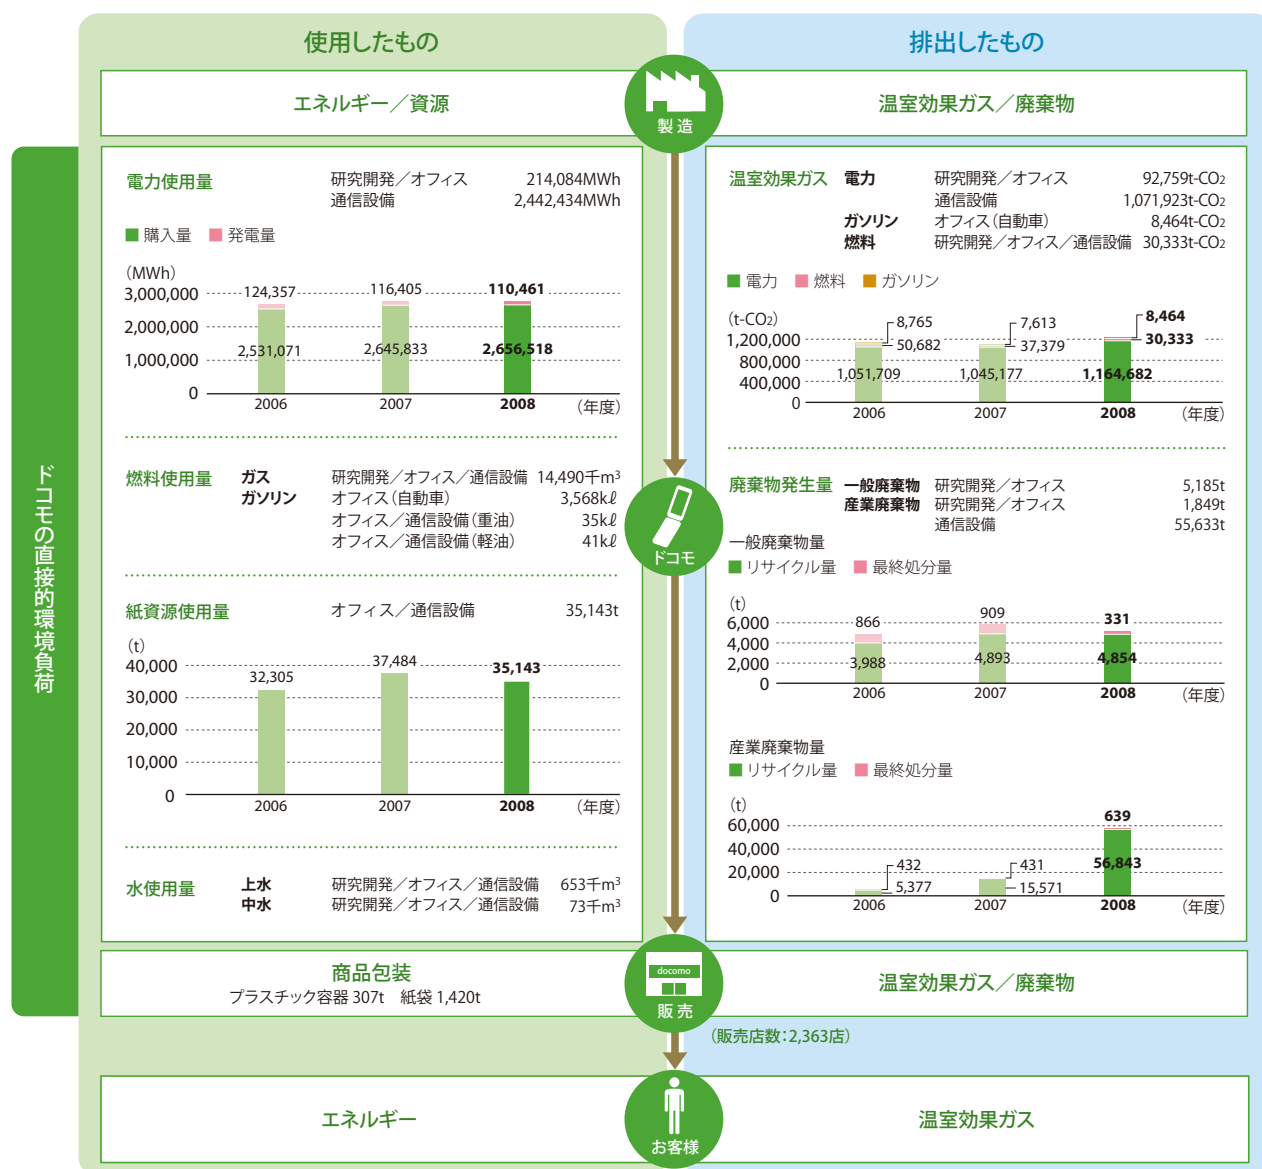 使用したもの
排出したもの
エネルギー／資源
製造
温室効果ガス／廃棄物
ドコモの直接的環境負荷
電力使用量 研究開発／オフィス 214,084MWh
通信設備 2,442,434MWh
購入量 発電量
(MWh)
3,000,000
2,000,000
1,000,000
0
124,357 116,405 110,461
2,531,071 2,645,833 2,656,518
2006 2007 2008 (年度)
燃料使用量 ガス 研究開発／オフィス／通信設備 14,490千m³
ガソリン オフィス(自動車) 3,568kℓ
オフィス／通信設備(重油) 35kℓ
オフィス／通信設備(軽油) 41kℓ
紙資源使用量 オフィス／通信設備 35,143t
(t)
40,000
30,000
20,000
10,000
0
32,305 37,484 35,143
2006 2007 2008 (年度)
水使用量 上水 研究開発／オフィス／通信設備 653千m³
中水 研究開発／オフィス／通信設備 73千m³
温室効果ガス 電力 研究開発／オフィス 92,759t-CO₂
通信設備 1,071,923t-CO₂
ガソリン オフィス(自動車) 8,464t-CO₂
燃料 研究開発／オフィス／通信設備 30,333t-CO₂
電力 燃料 ガソリン
(t-CO₂)
1,200,000
800,000
400,000
0
8,765 7,613 8,464
50,682 37,379 30,333
1,051,709 1,045,177 1,164,682
2006 2007 2008 (年度)
ドコモ
廃棄物発生量 一般廃棄物 研究開発／オフィス 5,185t
産業廃棄物 研究開発／オフィス 1,849t
通信設備 55,633t
一般廃棄物量
リサイクル量 最終処分量
(t)
6,000
4,000
2,000
0
866 909 331
3,988 4,893 4,854
2006 2007 2008 (年度)
産業廃棄物量
リサイクル量 最終処分量
(t)
60,000
40,000
20,000
0
432 431 639
5,377 15,571 56,843
2006 2007 2008 (年度)
商品包装
プラスチック容器 307t 紙袋 1,420t
docomo
販売
温室効果ガス／廃棄物
(販売店数：2,363店)
エネルギー
お客様
温室効果ガス